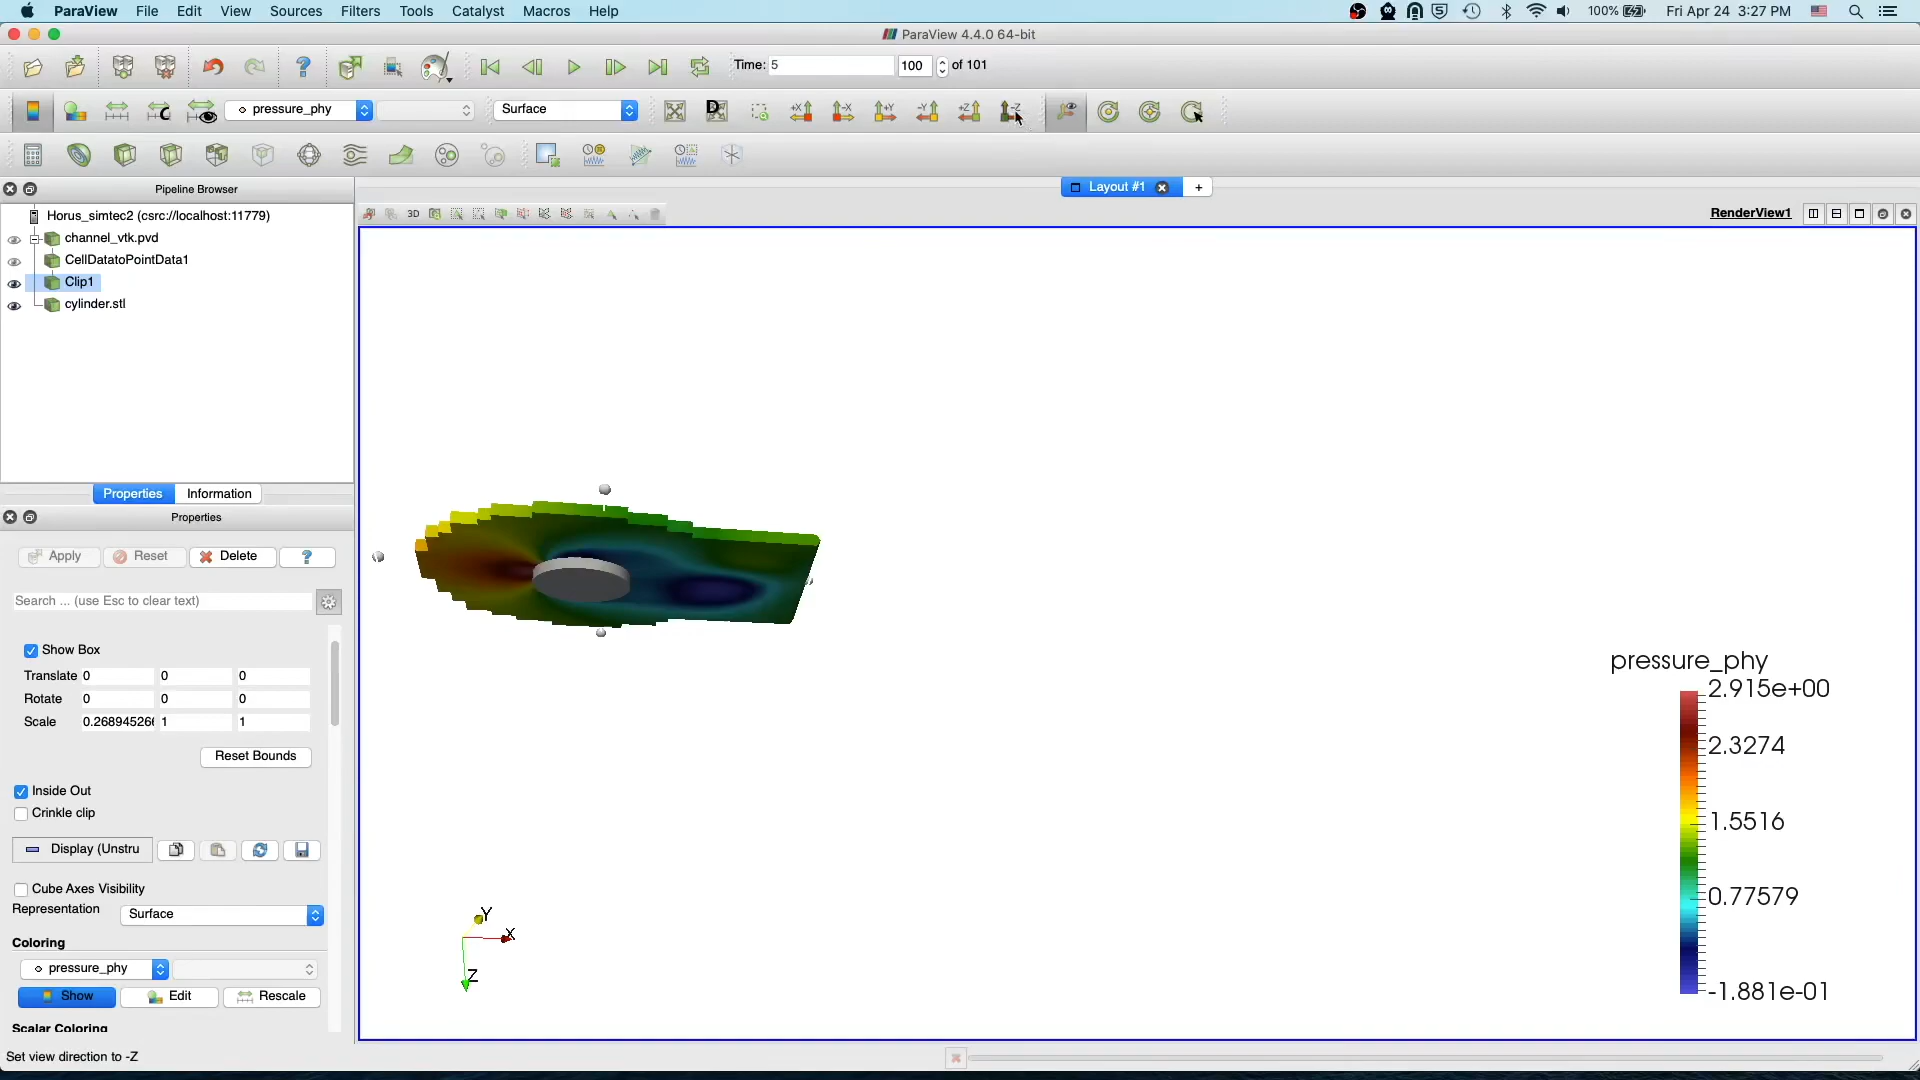 ParaView File Edit View Sources Filters Tools Catalyst Macros Help
100% Fri Apr 24 3:27 PM
ParaView 4.4.0 64-bit
Time: 5 100 of 101
pressure_phy Surface
+X -X +Y -Y +Z -Z
Pipeline Browser
Layout #1 +
Horus_simtec2 (csrc://localhost:11779)
3D RenderView1
channel_vtk.pvd
CellDatatoPointData1
Clip1
cylinder.stl
Properties Information
Properties
Apply Reset Delete ?
Search ... (use Esc to clear text)
Show Box
Translate 0 0 0
Rotate 0 0 0
Scale 0.26894526 1 1
Reset Bounds
Inside Out
Crinkle clip
Display (Unstru
Cube Axes Visibility
Representation Surface
Coloring
pressure_phy
Show Edit Rescale
Scalar Coloring
Set view direction to -Z
pressure_phy
2.915e+00
2.3274
1.5516
0.77579
-1.881e-01
Y
X
Z